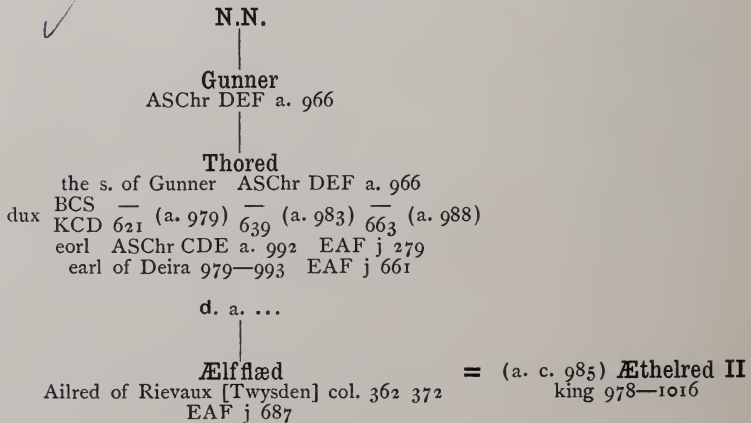 N.N.
Gunner
ASChr DEF a. 966
Thored
the s. of Gunner ASChr DEF a. 966
dux BCS — (a. 979) — (a. 983) — (a. 988)
KCD 621 639 663
eorl ASChr CDE a. 992 EAF j 279
earl of Deira 979—993 EAF j 661
d. a. ...
Ælfflæd = (a. c. 985) Æthelred II
Ailred of Rievaux [Twysden] col. 362 372 king 978—1016
EAF j 687